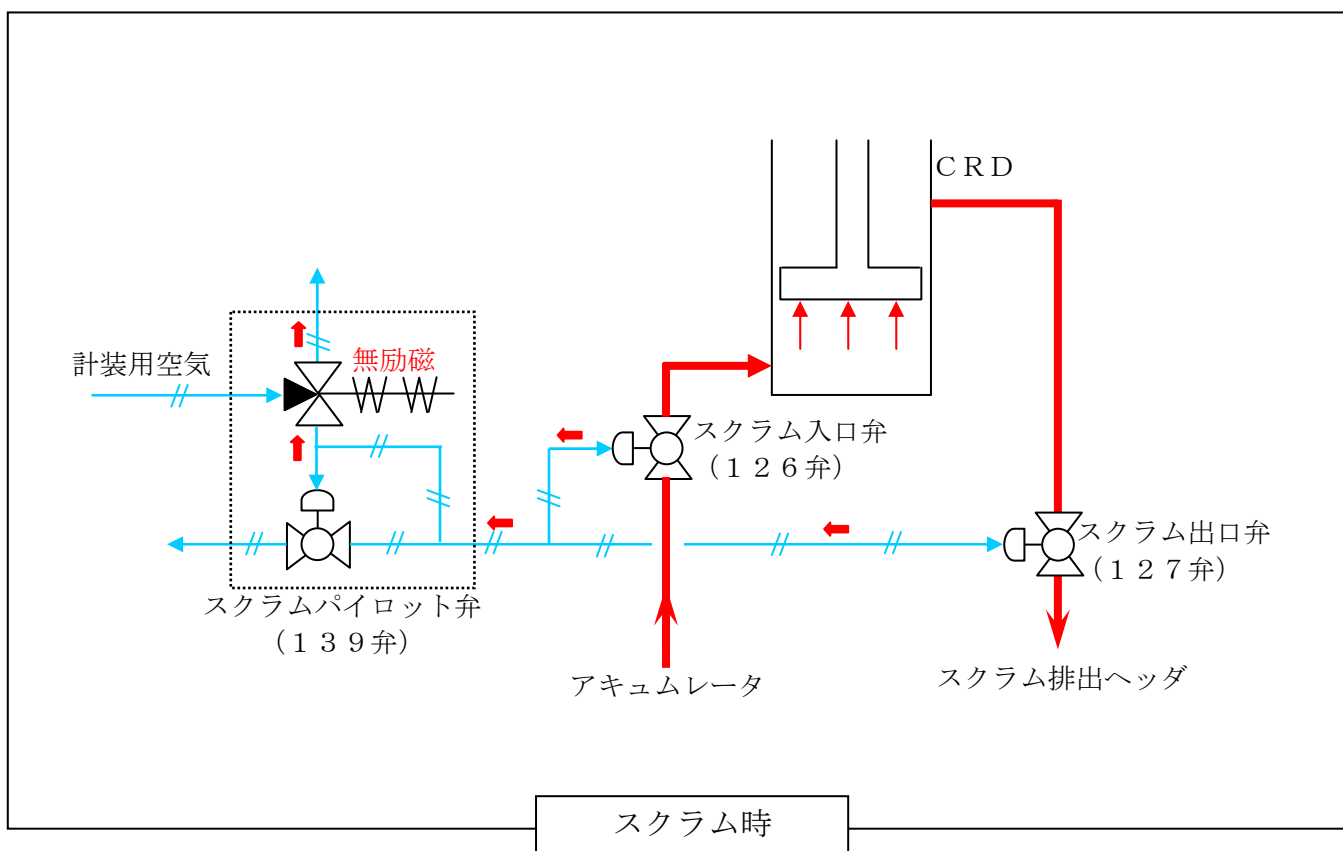 ＣＲＤ
計装用空気
無励磁
スクラム入口弁
（１２６弁）
スクラム出口弁
（１２７弁）
スクラムパイロット弁
（１３９弁）
アキュムレータ
スクラム排出ヘッダ
スクラム時